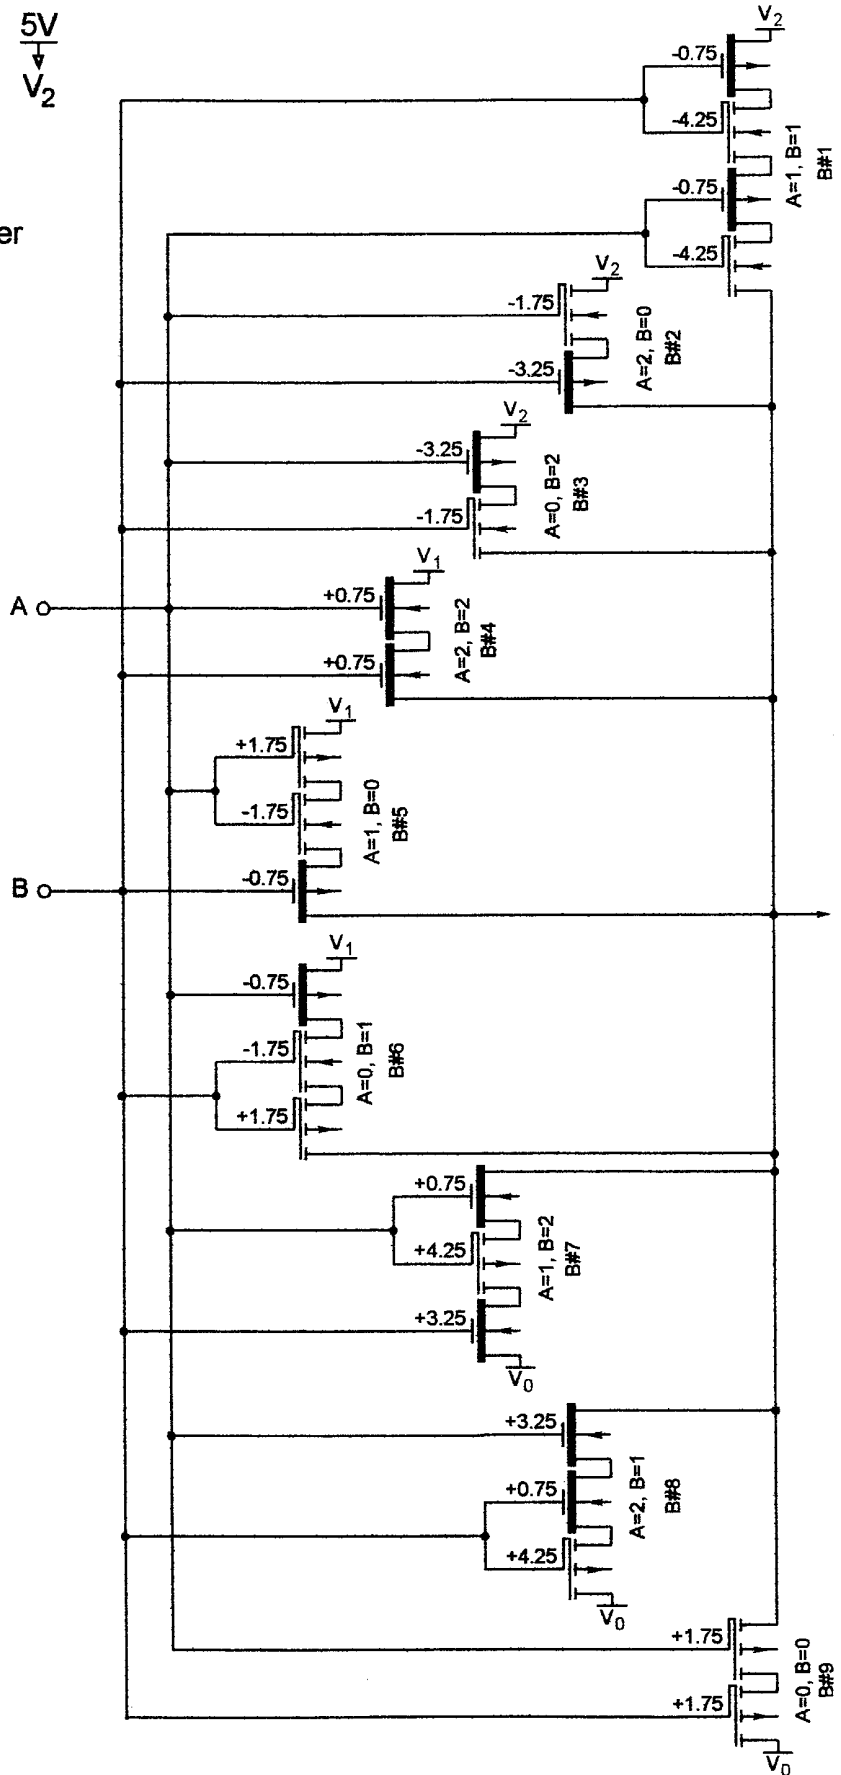 5V
V2
er
V2
-0.75
-4.25
-0.75
-4.25
A=1, B=1
B#1
V2
-1.75
-3.25
A=2, B=0
B#2
V2
-3.25
-1.75
A=0, B=2
B#3
V1
A
+0.75
+0.75
A=2, B=2
B#4
V1
+1.75
-1.75
-0.75
A=1, B=0
B#5
B
V1
-0.75
-1.75
+1.75
A=0, B=1
B#6
+0.75
+4.25
+3.25
A=1, B=2
B#7
V0
+3.25
+0.75
+4.25
A=2, B=1
B#8
V0
+1.75
+1.75
A=0, B=0
B#9
V0